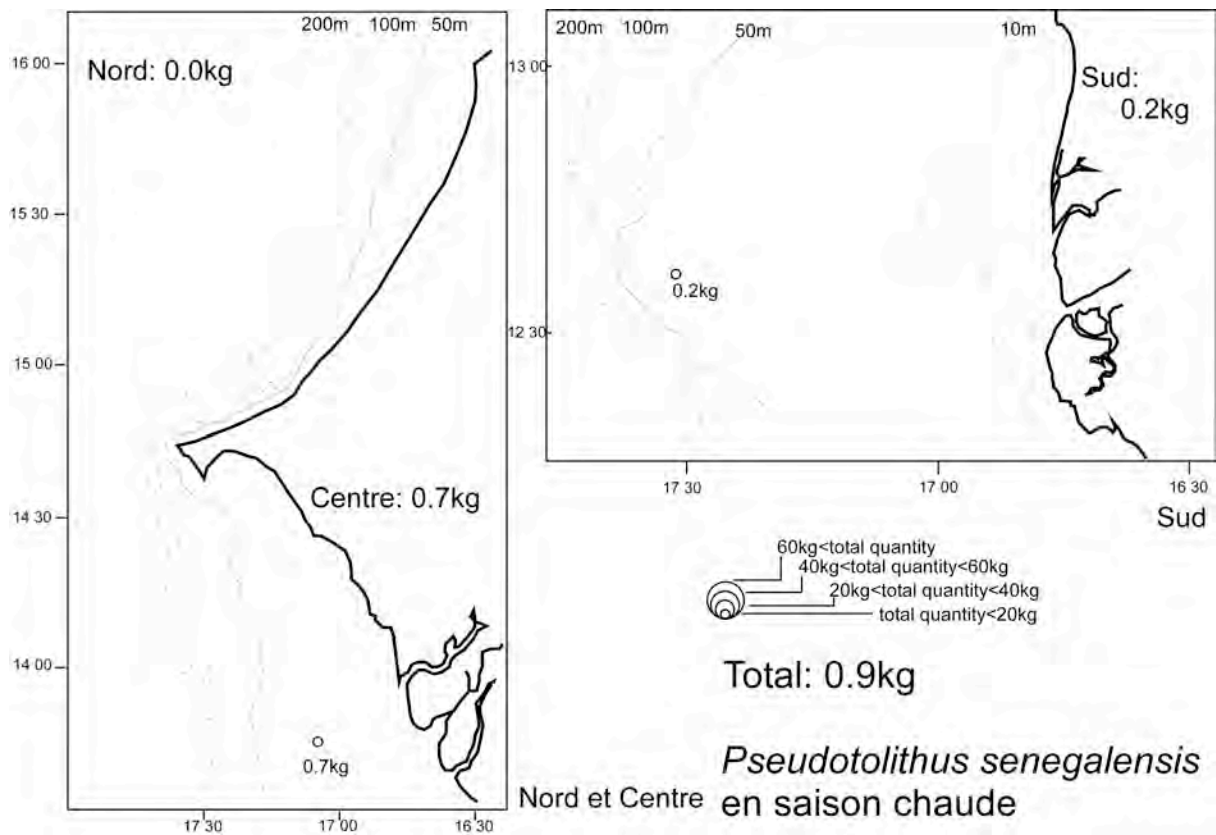 200m 100m 50m
16 00
Nord: 0.0kg
15 30
15 00
Centre: 0.7kg
14 30
14 00
0.7kg
17 30 17 00 16 30
Nord et Centre
200m 100m 50m 10m
13 00
Sud:
0.2kg
0.2kg
12 30
17 30 17 00 16 30
Sud
60kg<total quantity
40kg<total quantity<60kg
20kg<total quantity<40kg
total quantity<20kg
Total: 0.9kg
Pseudotolithus senegalensis
en saison chaude